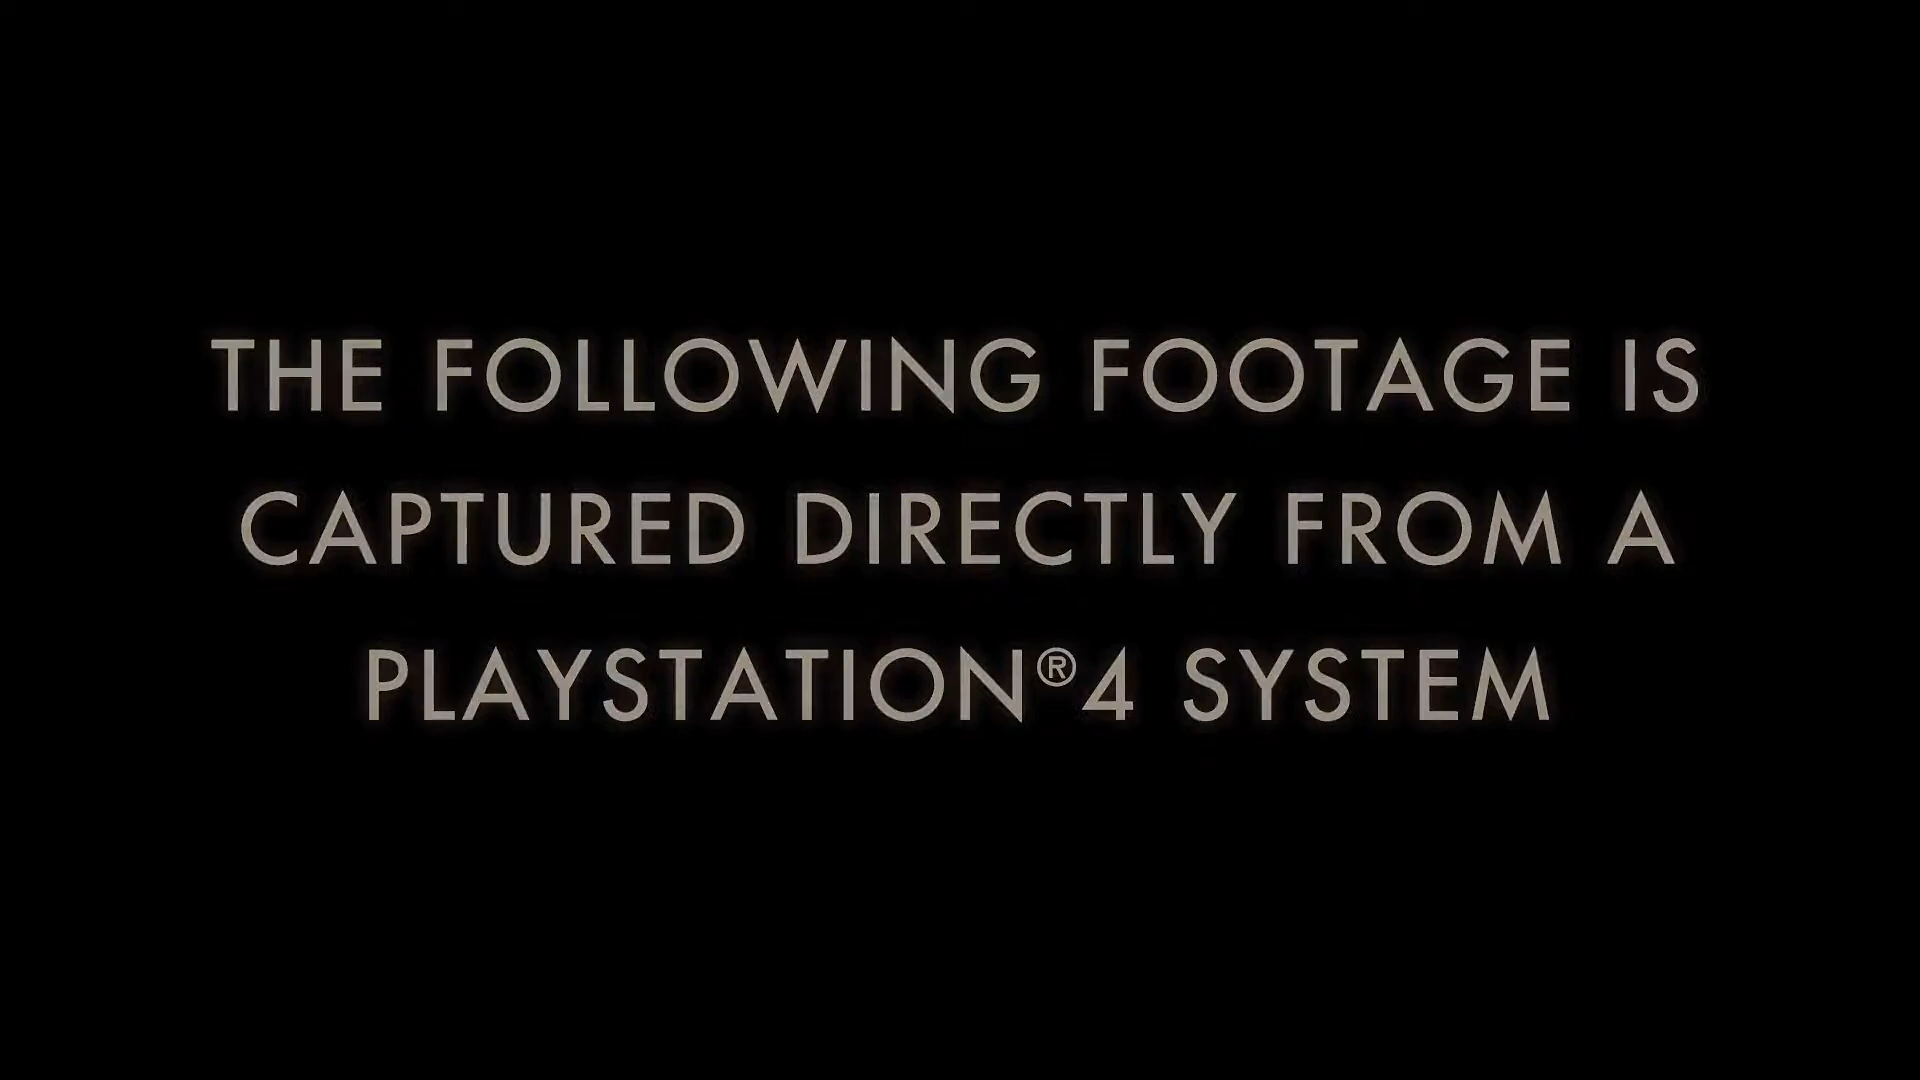 THE FOLLOWING FOOTAGE IS
CAPTURED DIRECTLY FROM A
PLAYSTATION®4 SYSTEM